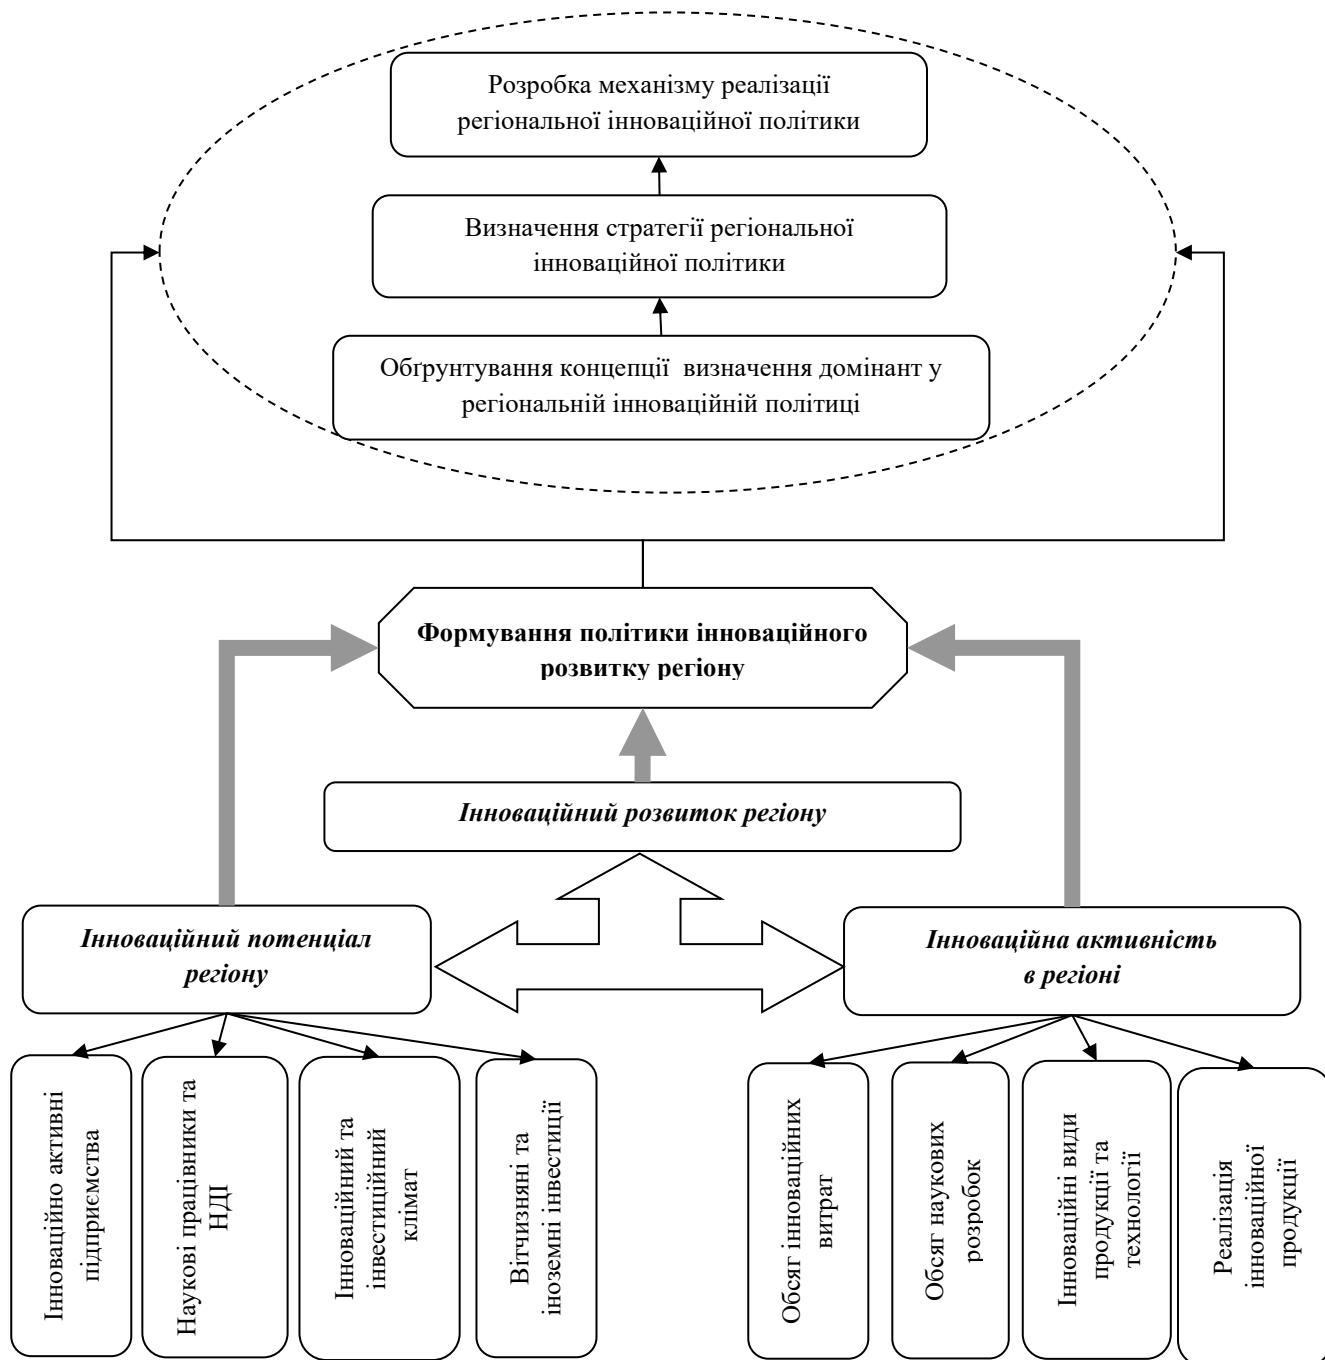 Розробка механізму реалізації
регіональної інноваційної політики
Визначення стратегії регіональної
інноваційної політики
Обґрунтування концепції  визначення домінант у
регіональній інноваційній політиці
Формування політики інноваційного
розвитку регіону
Інноваційний розвиток регіону
Інноваційний потенціал
регіону
Інноваційна активність
в регіоні
Інноваційно активні
підприємства
Наукові працівники та
НДІ
Інноваційний та
інвестиційний
клімат
Вітчизняні та
іноземні інвестиції
Обсяг інноваційних
витрат
Обсяг наукових
розробок
Інноваційні види
продукції та
технології
Реалізація
інноваційної
продукції